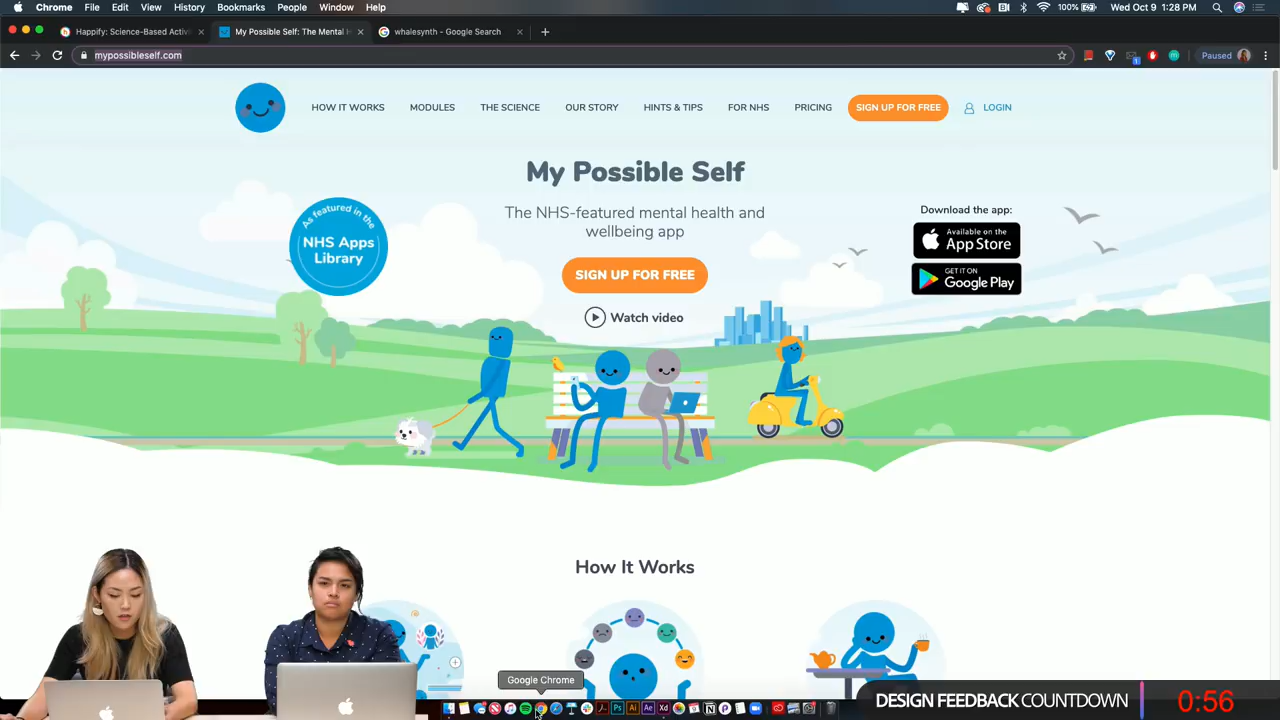 Chrome File Edit View History Bookmarks People Window Help 100% Wed Oct 9 1:28 PM
Happify: Science-Based Activi
My Possible Self: The Mental H
whalesynth - Google Search
mypossibleself.com
Paused
HOW IT WORKS MODULES THE SCIENCE OUR STORY HINTS & TIPS FOR NHS PRICING SIGN UP FOR FREE LOGIN
My Possible Self
As featured in the
NHS Apps
Library
The NHS-featured mental health and
wellbeing app
SIGN UP FOR FREE
Watch video
Download the app:
Available on the
App Store
GET IT ON
Google Play
How It Works
Google Chrome
DESIGN FEEDBACK COUNTDOWN
0:56